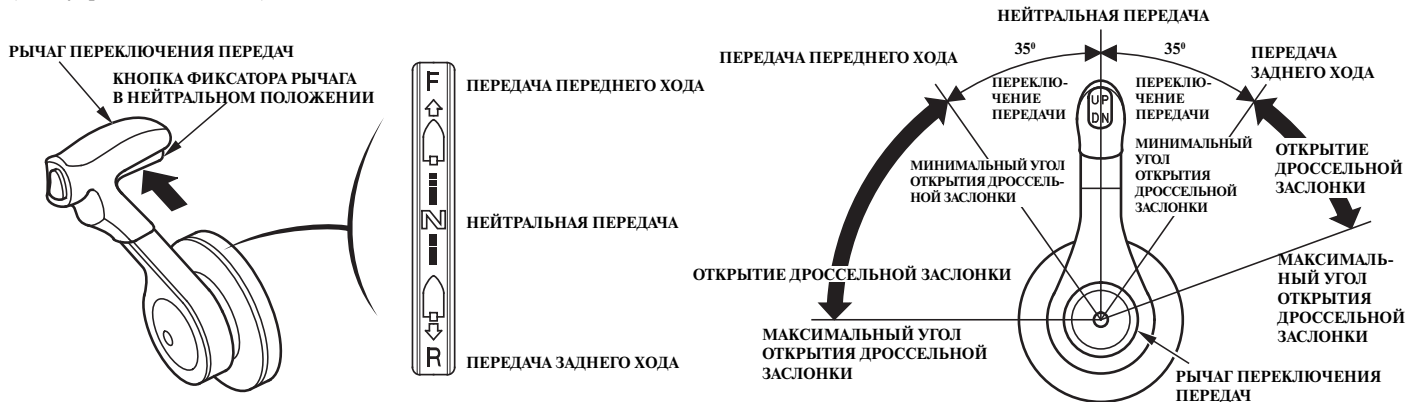 РЫЧАГ ПЕРЕКЛЮЧЕНИЯ ПЕРЕДАЧ
КНОПКА ФИКСАТОРА РЫЧАГА
В НЕЙТРАЛЬНОМ ПОЛОЖЕНИИ
F
N
R
ПЕРЕДАЧА ПЕРЕДНЕГО ХОДА
НЕЙТРАЛЬНАЯ ПЕРЕДАЧА
ПЕРЕДАЧА ЗАДНЕГО ХОДА
НЕЙТРАЛЬНАЯ ПЕРЕДАЧА
ПЕРЕДАЧА ПЕРЕДНЕГО ХОДА
35⁰
35⁰
ПЕРЕДАЧА
ЗАДНЕГО ХОДА
ПЕРЕКЛЮ-
ЧЕНИЕ
ПЕРЕДАЧИ
UP
DN
ПЕРЕКЛЮ-
ЧЕНИЕ
ПЕРЕДАЧИ
МИНИМАЛЬНЫЙ УГОЛ
ОТКРЫТИЯ ДРОССЕЛЬ-
НОЙ ЗАСЛОНКИ
МИНИМАЛЬНЫЙ
УГОЛ
ОТКРЫТИЯ
ДРОССЕЛЬНОЙ
ЗАСЛОНКИ
ОТКРЫТИЕ
ДРОССЕЛЬНОЙ
ЗАСЛОНКИ
ОТКРЫТИЕ ДРОССЕЛЬНОЙ ЗАСЛОНКИ
МАКСИМАЛЬНЫЙ УГОЛ
ОТКРЫТИЯ ДРОССЕЛЬНОЙ
ЗАСЛОНКИ
МАКСИМАЛЬ-
НЫЙ УГОЛ
ОТКРЫТИЯ
ДРОССЕЛЬНОЙ
ЗАСЛОНКИ
РЫЧАГ ПЕРЕКЛЮЧЕНИЯ
ПЕРЕДАЧ